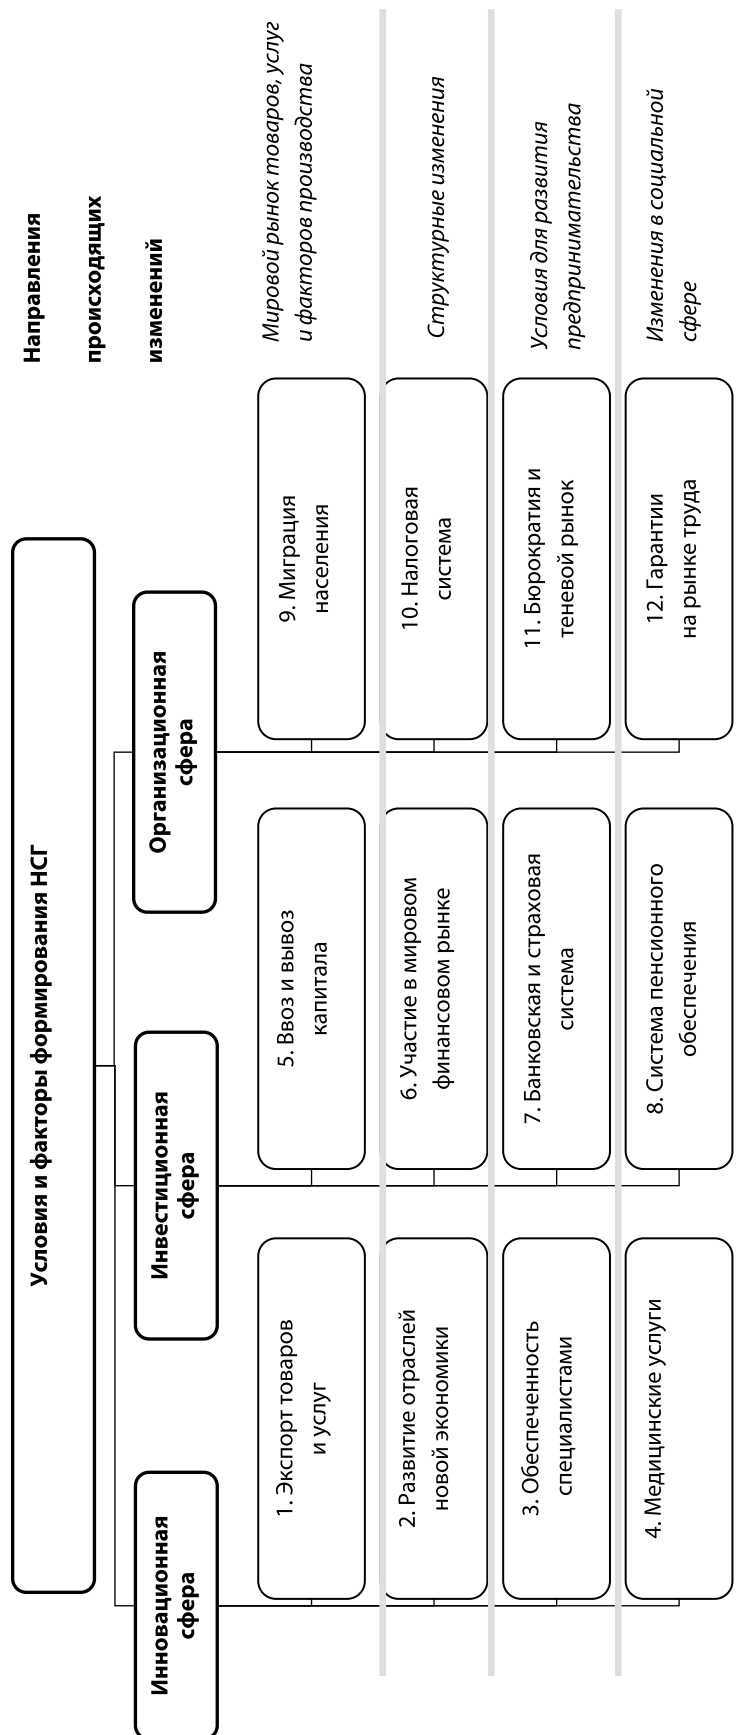 Условия и факторы формирования НСГ
Направления
происходящих
изменений
Инновационная
сфера
Инвестиционная
сфера
Организационная
сфера
1. Экспорт товаров
и услуг
5. Ввоз и вывоз
капитала
9. Миграция
населения
Мировой рынок товаров, услуг
и факторов производства
2. Развитие отраслей
новой экономики
6. Участие в мировом
финансовом рынке
10. Налоговая
система
Структурные изменения
3. Обеспеченность
специалистами
7. Банковская и страховая
система
11. Бюрократия и
теневой рынок
Условия для развития
предпринимательства
4. Медицинские услуги
8. Система пенсионного
обеспечения
12. Гарантии
на рынке труда
Изменения в социальной
сфере